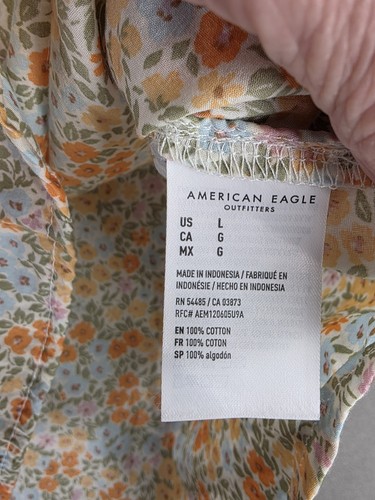 AMERICAN EAGLE
OUTFITTERS
US L
CA G
MX G
MADE IN INDONESIA / FABRIQUÉ EN
INDONÉSIE / HECHO EN INDONESIA
RN 54485 / CA 03873
RFC# AEM120605U9A
EN 100% COTTON
FR 100% COTON
SP 100% algodón